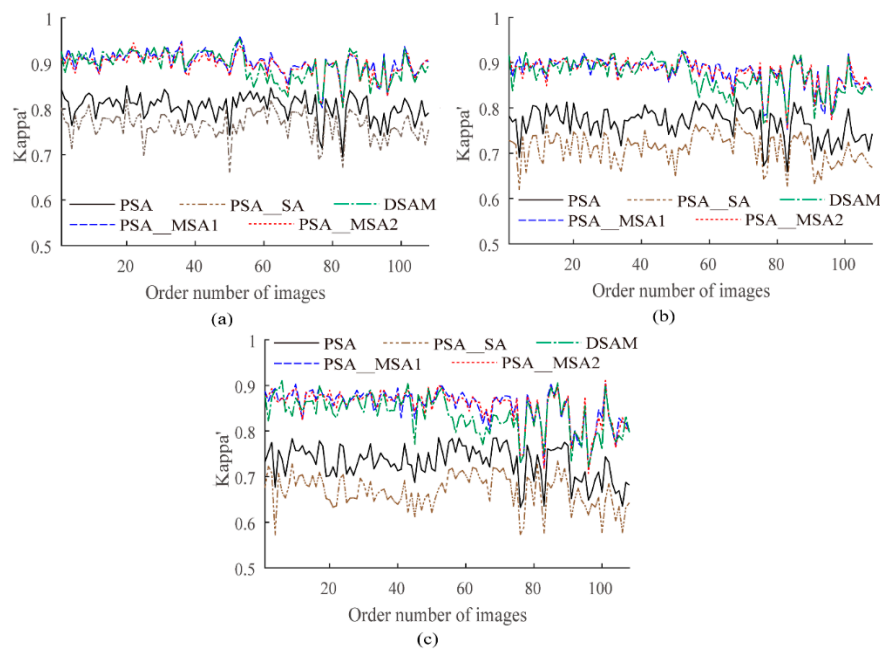 1
0.9
0.8
0.7
0.6
0.5
Kappa'
PSA PSA__SA DSAM
PSA__MSA1 PSA__MSA2
20 40 60 80 100
Order number of images
(a)
1
0.9
0.8
0.7
0.6
0.5
Kappa'
PSA PSA__SA DSAM
PSA__MSA1 PSA__MSA2
20 40 60 80 100
Order number of images
(b)
1
0.9
0.8
0.7
0.6
0.5
Kappa'
PSA PSA__SA DSAM
PSA__MSA1 PSA__MSA2
20 40 60 80 100
Order number of images
(c)